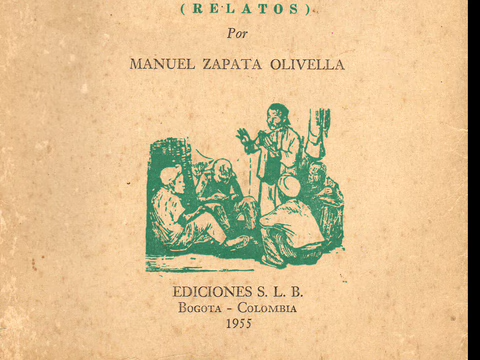 (RELATOS)
Por
MANUEL ZAPATA OLIVELLA
EDICIONES S. L. B.
BOGOTA - COLOMBIA
1955